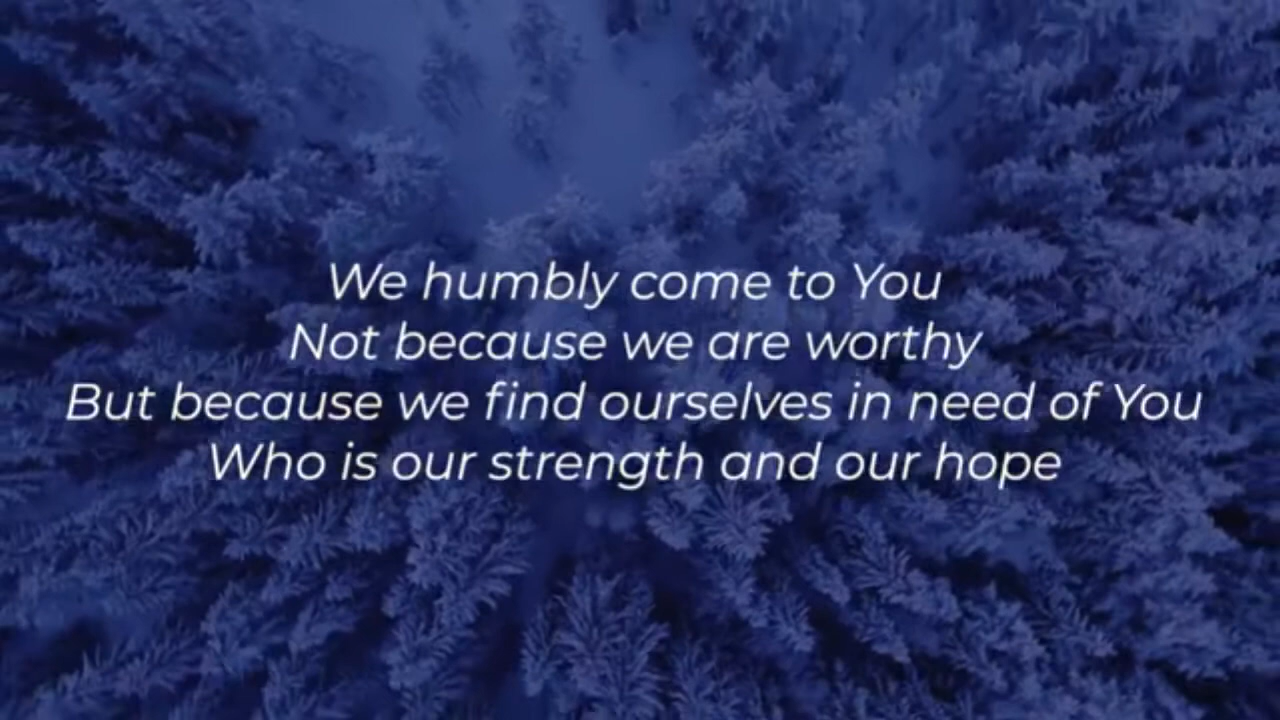 We humbly come to You
Not because we are worthy
But because we find ourselves in need of You
Who is our strength and our hope